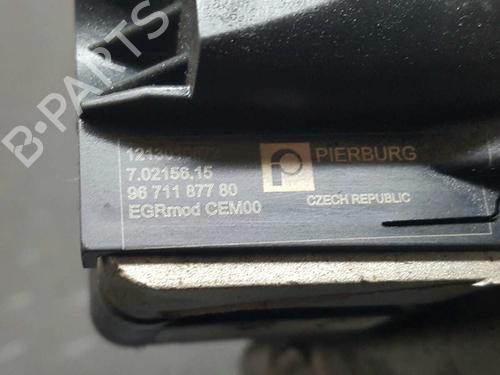 B-PARTS
7.02156.15
96 711 877 80
EGRmod CEM00
PIERBURG
CZECH REPUBLIC